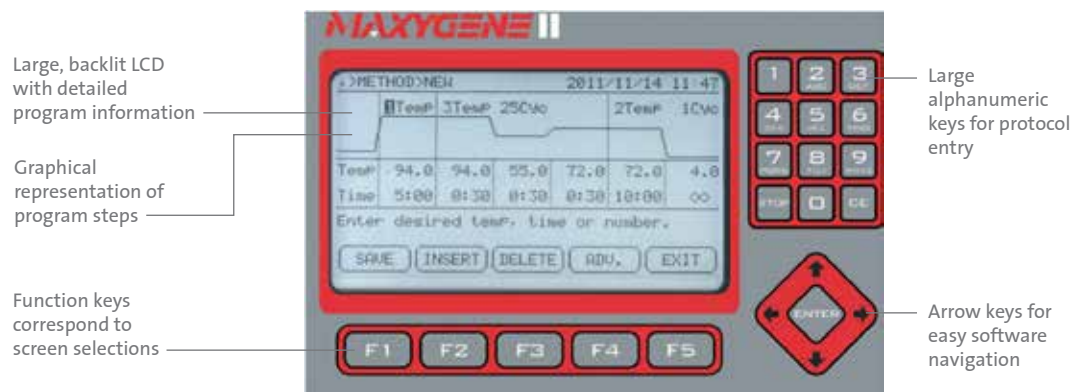 MAXYGENE II
Large, backlit LCD
with detailed
program information
Graphical
representation of
program steps
Function keys
correspond to
screen selections
.>METHOD>NEW 2011/11/14 11:47
1Temp 3Temp 25Cyc 2Temp 1Cyc
Temp 94.0 94.0 55.0 72.0 72.0 4.0
Time 5:00 0:30 0:30 0:30 10:00 ∞
Enter desired temp, time or number.
SAVE INSERT DELETE ADV. EXIT
F1 F2 F3 F4 F5
1 2 3
4 5 6
7 8 9
STOP 0 CE
ENTER
Large
alphanumeric
keys for protocol
entry
Arrow keys for
easy software
navigation